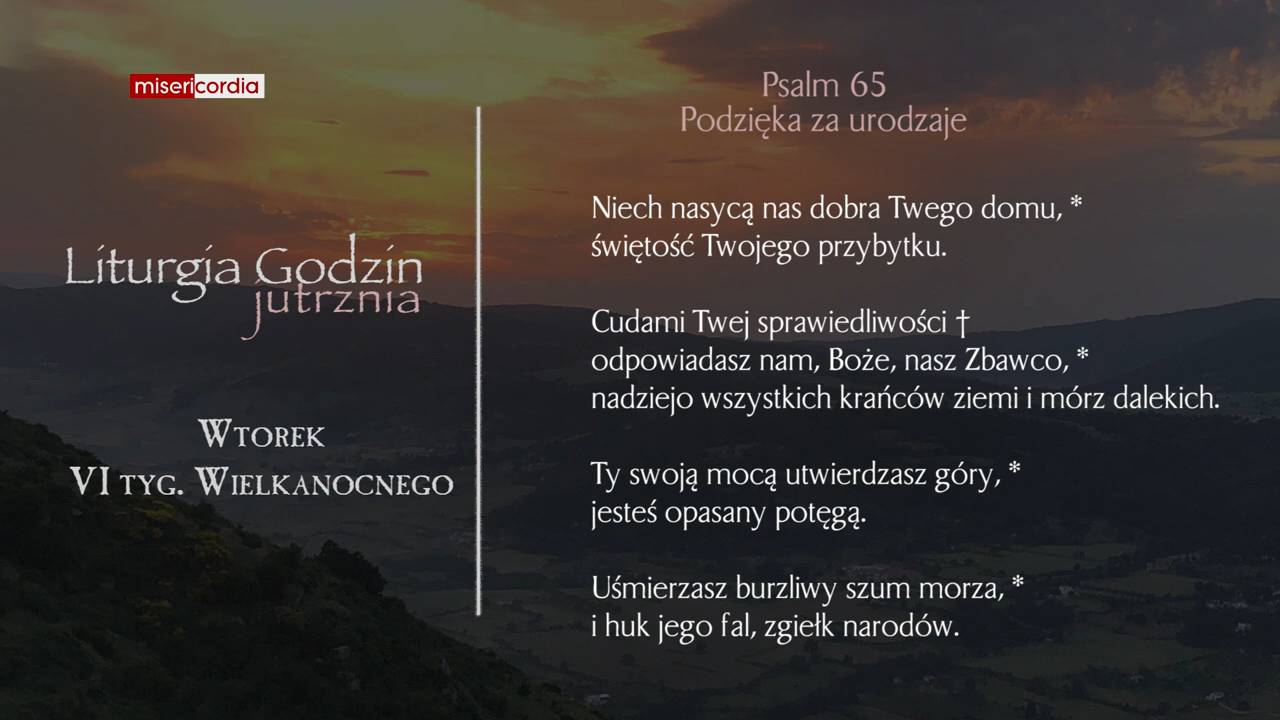 misericordia
Liturgia Godzin
jutrznia
Wtorek
VI tyg. Wielkanocnego
Psalm 65
Podzięka za urodzaje
Niech nasycą nas dobra Twego domu, *
świętość Twojego przybytku.
Cudami Twej sprawiedliwości †
odpowiadasz nam, Boże, nasz Zbawco, *
nadziejo wszystkich krańców ziemi i mórz dalekich.
Ty swoją mocą utwierdzasz góry, *
jesteś opasany potęgą.
Uśmierzasz burzliwy szum morza, *
i huk jego fal, zgiełk narodów.